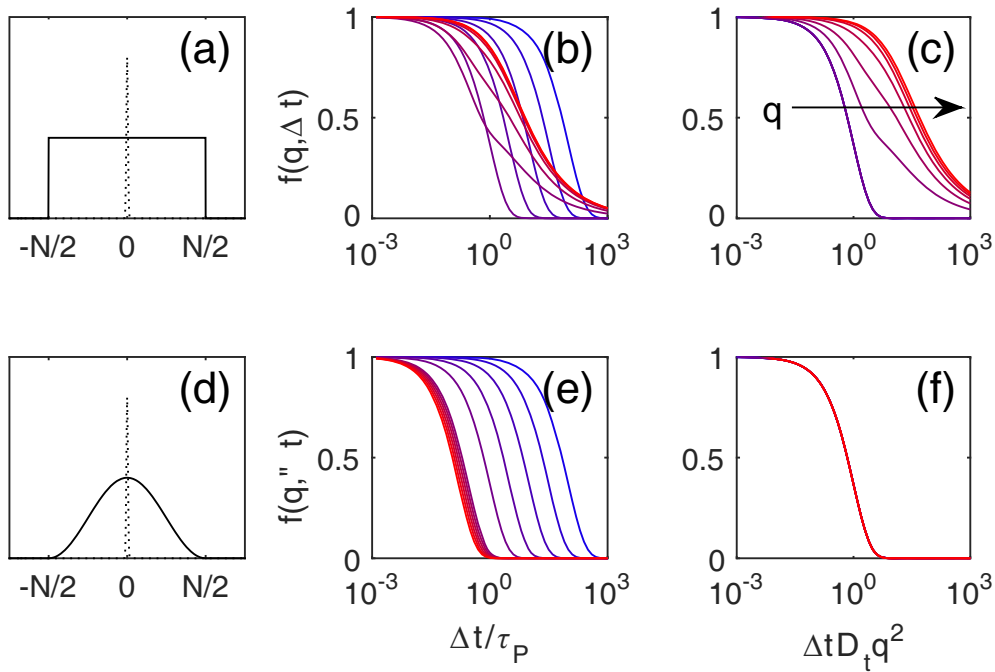 (a)
-N/2 0 N/2
(b)
f(q,Δ t)
1
0.5
0
10^-3 10^0 10^3
(c)
q
1
0.5
0
10^-3 10^0 10^3
(d)
-N/2 0 N/2
(e)
f(q," t)
1
0.5
0
10^-3 10^0 10^3
Δt/τ_P
(f)
1
0.5
0
10^-3 10^0 10^3
ΔtD_tq^2